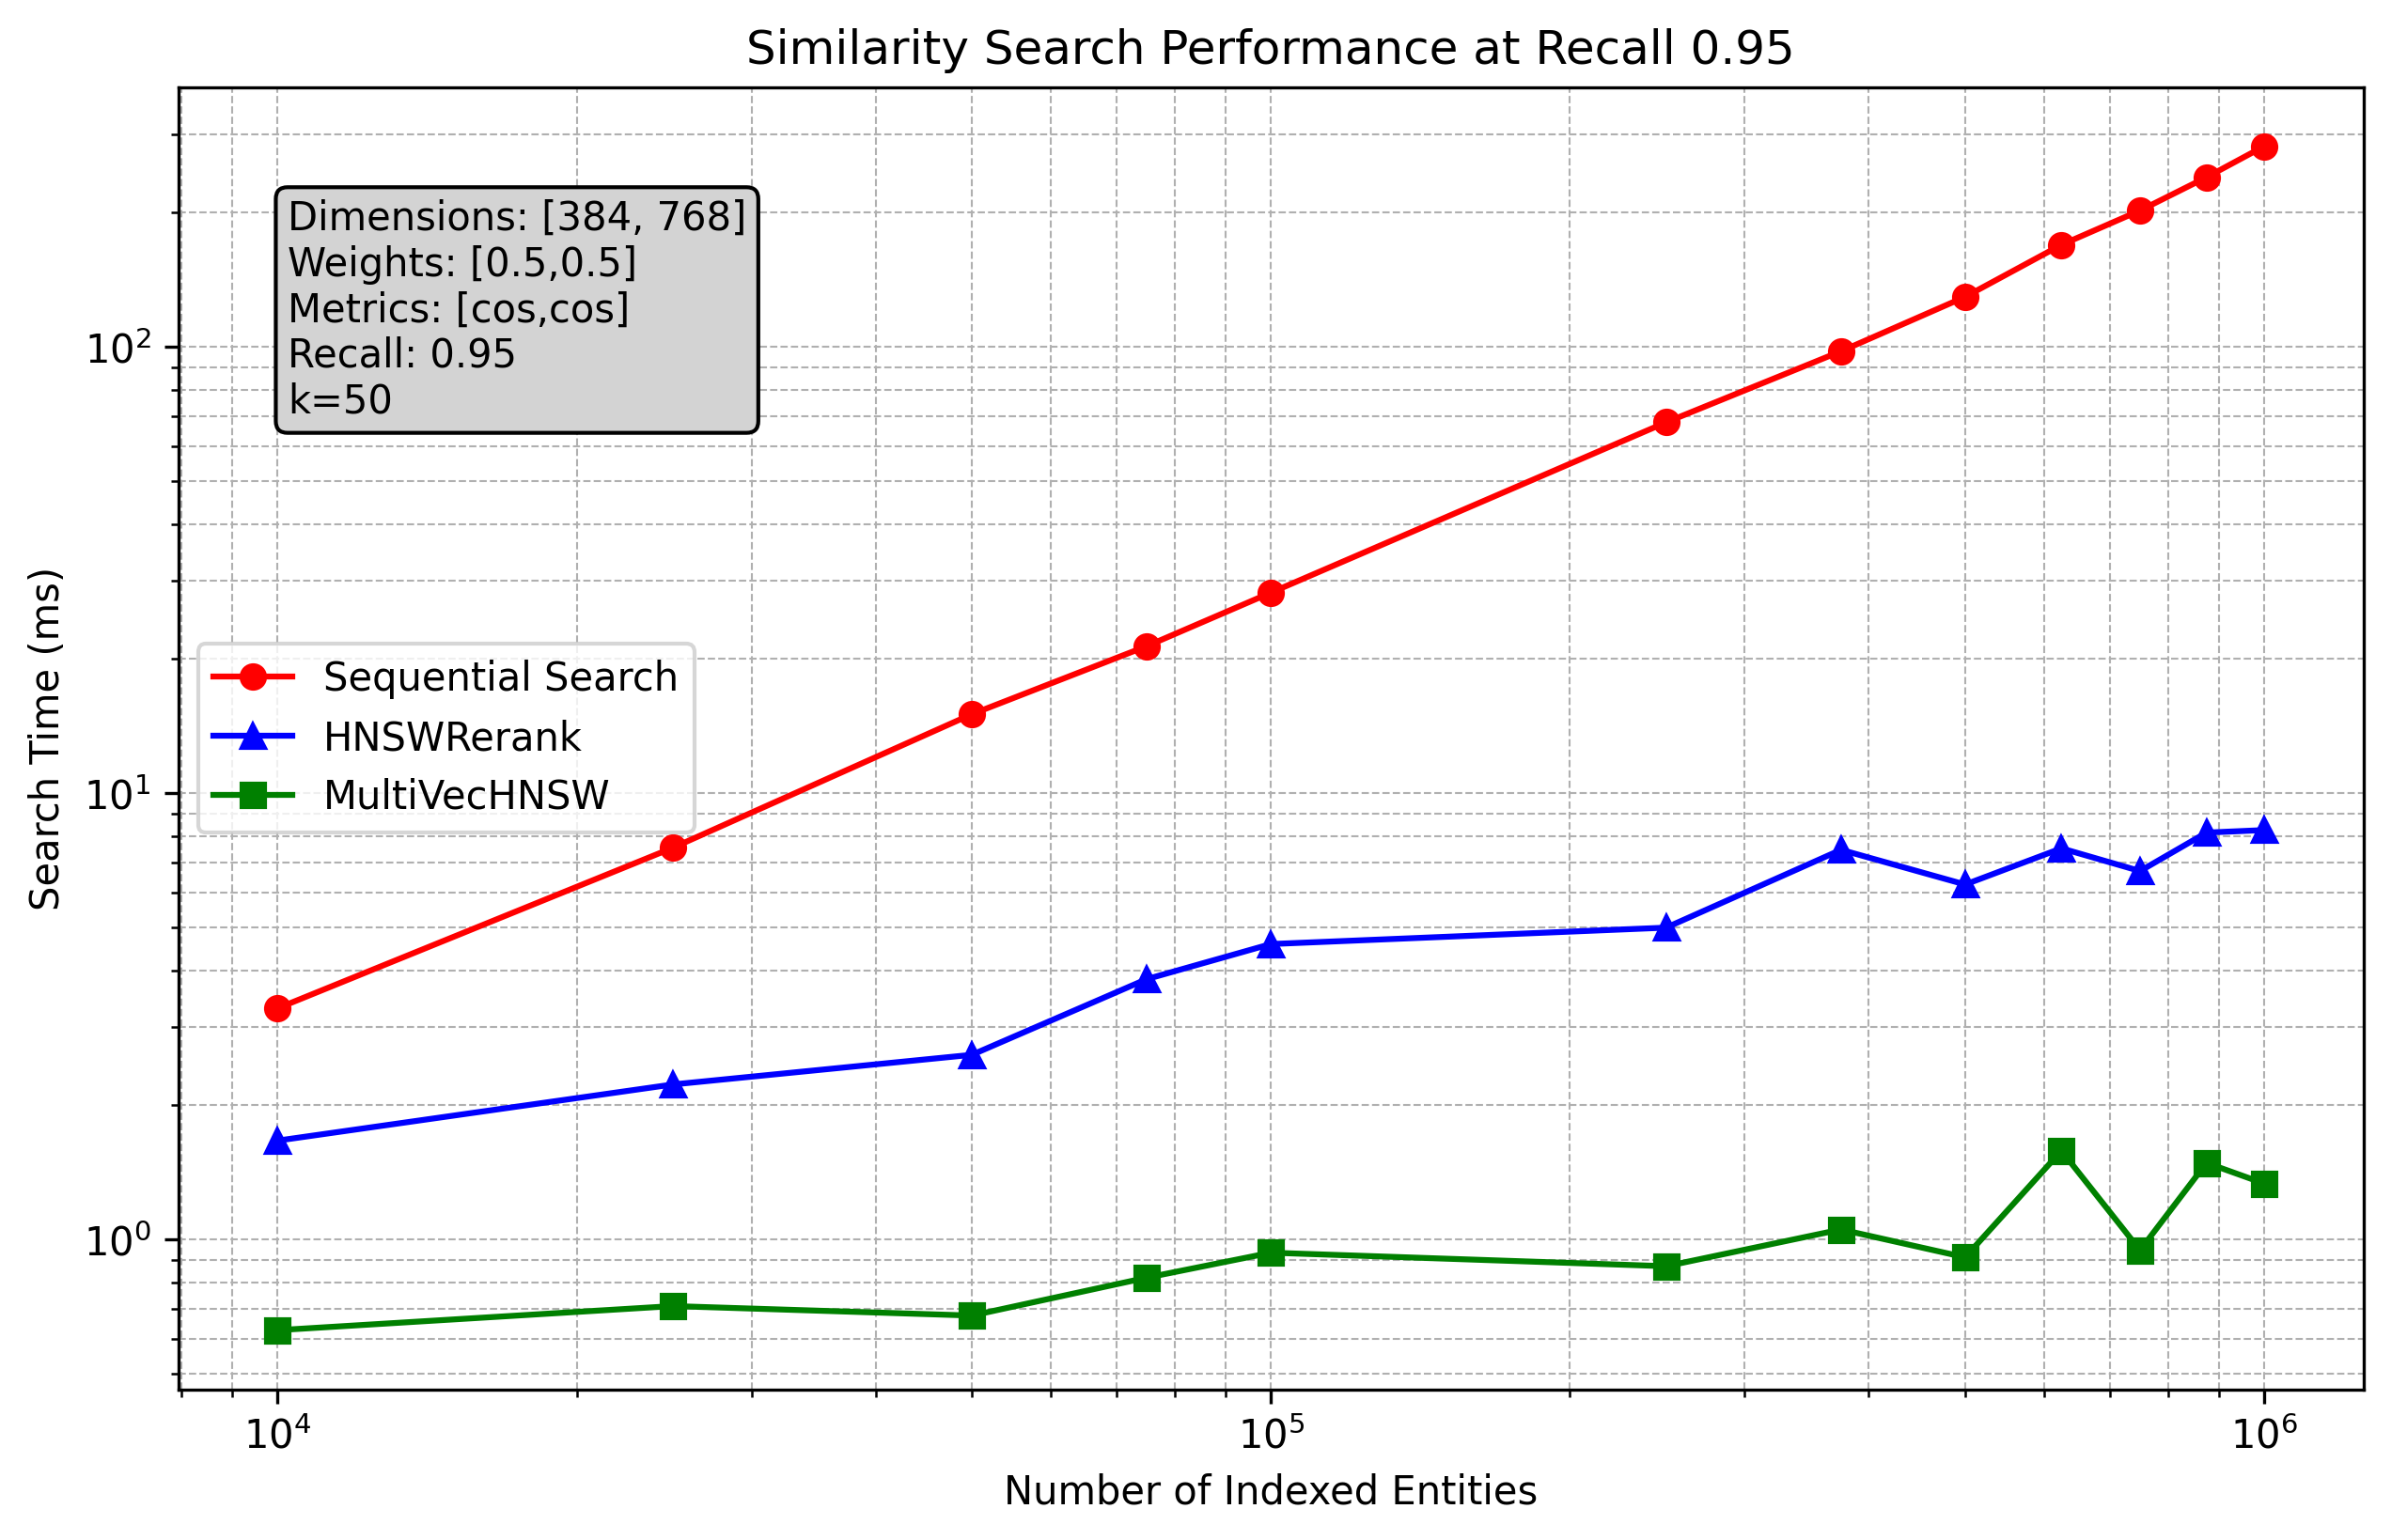 Similarity Search Performance at Recall 0.95
Dimensions: [384, 768]
Weights: [0.5,0.5]
Metrics: [cos,cos]
Recall: 0.95
k=50
Search Time (ms)
10²
10¹
10⁰
Sequential Search
HNSWRerank
MultiVecHNSW
10⁴ 10⁵ 10⁶
Number of Indexed Entities